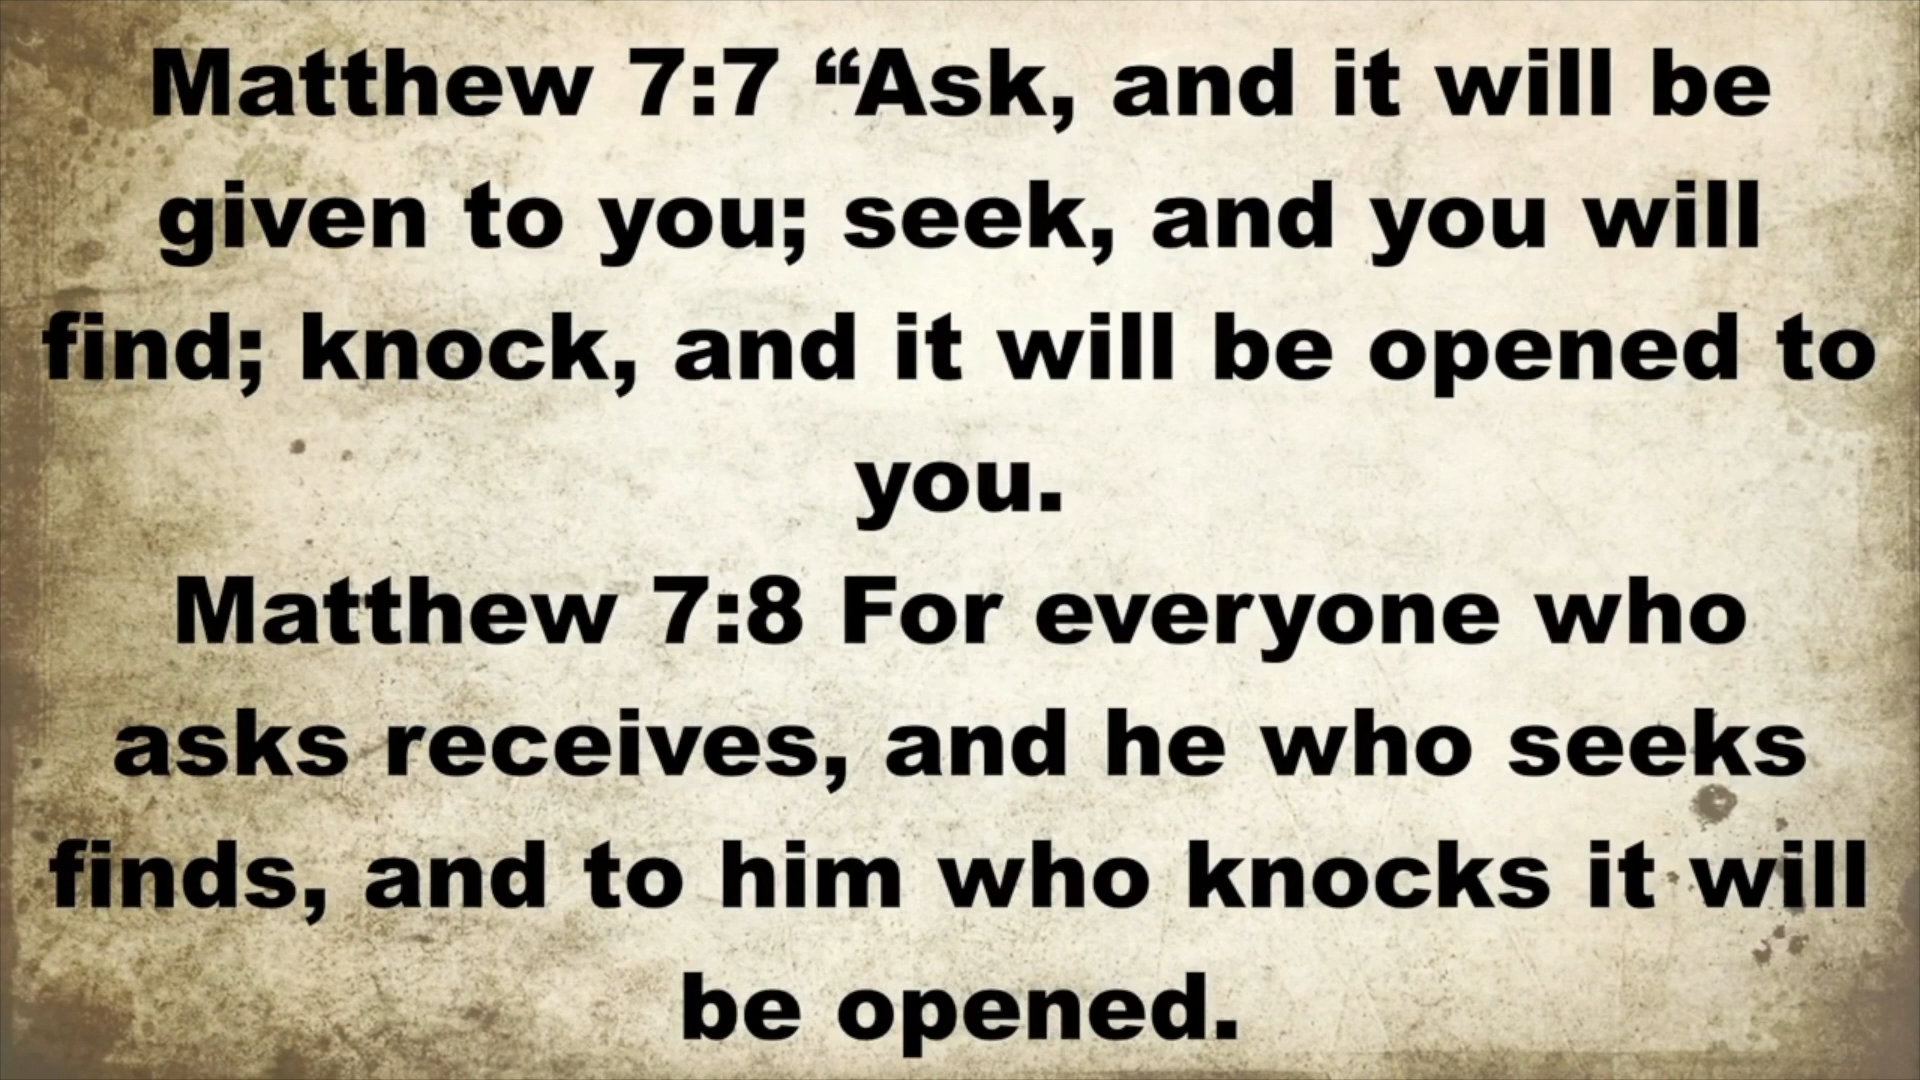 Matthew 7:7 “Ask, and it will be
given to you; seek, and you will
find; knock, and it will be opened to
you.
Matthew 7:8 For everyone who
asks receives, and he who seeks
finds, and to him who knocks it will
be opened.